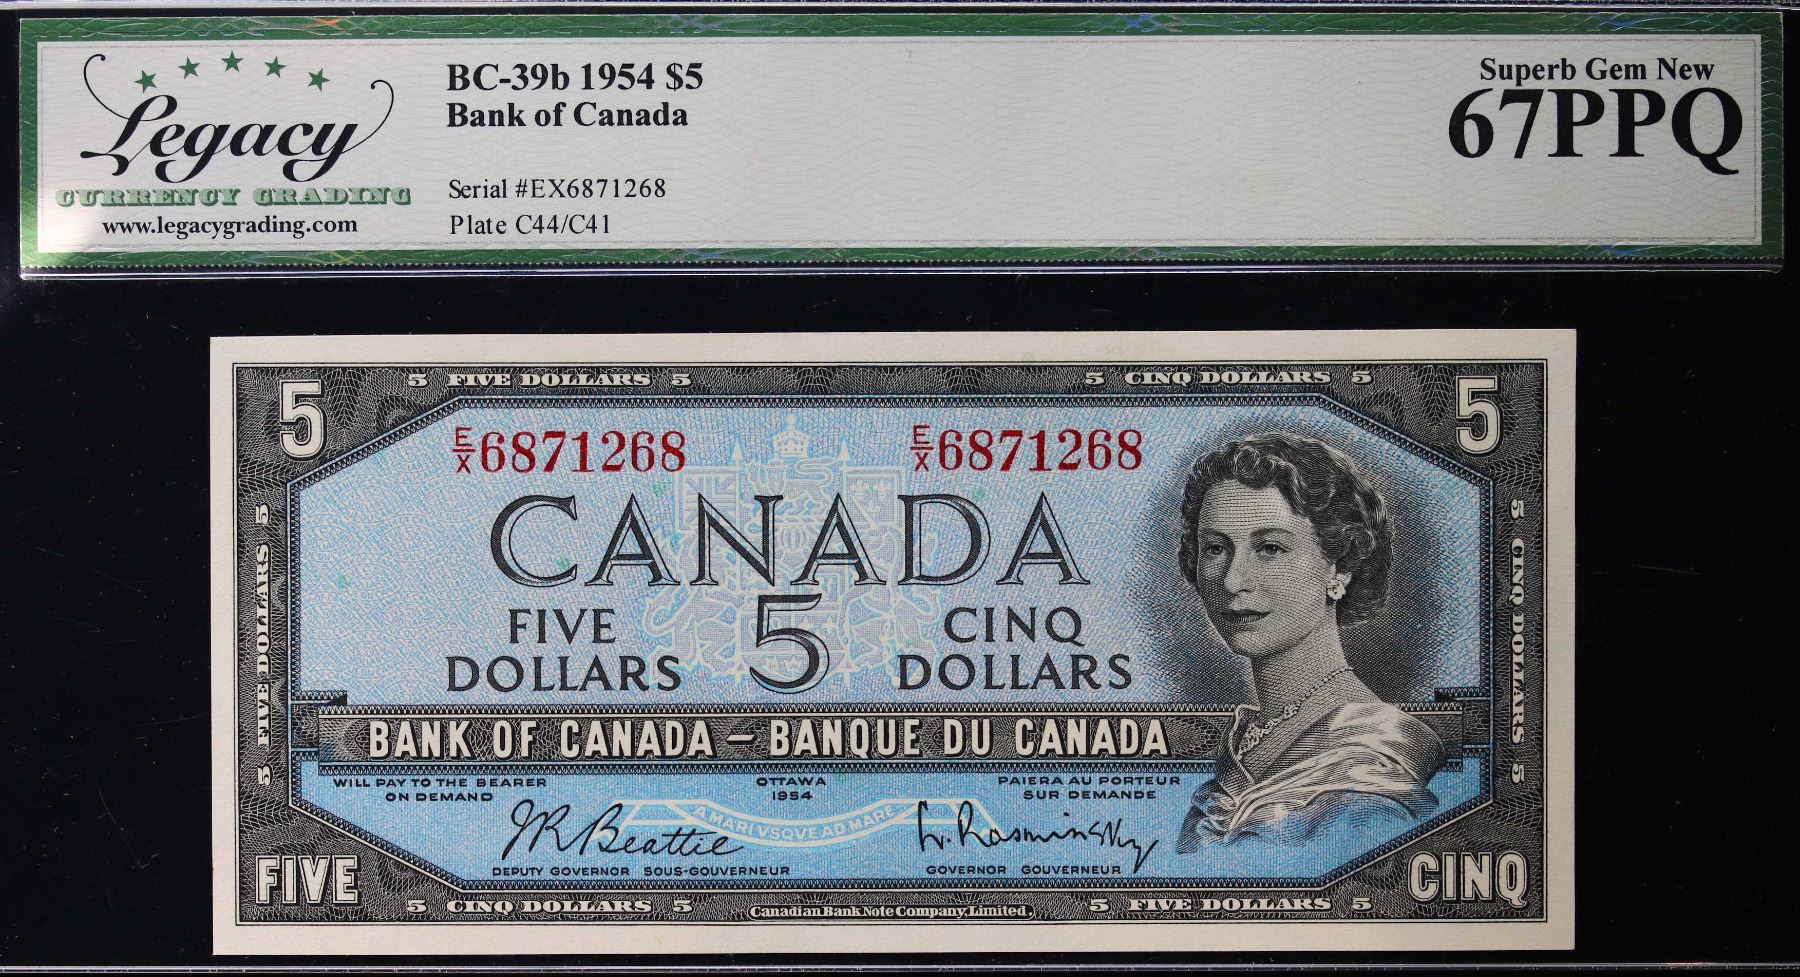 Legacy
CURRENCY GRADING
www.legacygrading.com
BC-39b 1954 $5
Bank of Canada
Serial #EX6871268
Plate C44/C41
Superb Gem New
67PPQ
5 5 FIVE DOLLARS 5 5 CINQ DOLLARS 5 5
E/X 6871268 E/X 6871268
CANADA
FIVE DOLLARS 5 CINQ DOLLARS
5 FIVE DOLLARS 5
5 CINQ DOLLARS 5
BANK OF CANADA – BANQUE DU CANADA
WILL PAY TO THE BEARER
ON DEMAND
OTTAWA
1954
PAIERA AU PORTEUR
SUR DEMANDE
A MARI VSQVE AD MARE
JR Beattie
L. Rasminsky
DEPUTY GOVERNOR SOUS-GOUVERNEUR
GOVERNOR GOUVERNEUR
FIVE CINQ
5 CINQ DOLLARS 5 Canadian Bank Note Company, Limited. 5 FIVE DOLLARS 5